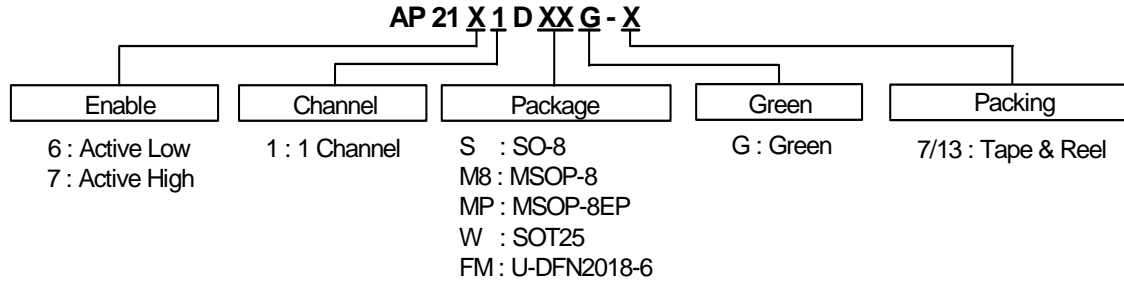 AP 21 X 1 D XX G - X
Enable
Channel
Package
Green
Packing
6 : Active Low
7 : Active High
1 : 1 Channel
S : SO-8
M8 : MSOP-8
MP : MSOP-8EP
W : SOT25
FM : U-DFN2018-6
G : Green
7/13 : Tape & Reel